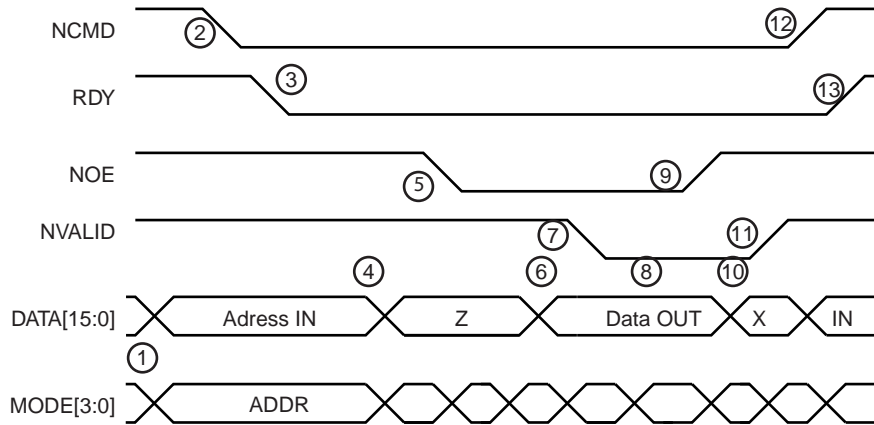 NCMD
2
12
RDY
3
13
NOE
5
9
NVALID
7
11
4
6
8
10
DATA[15:0]
Adress IN
Z
Data OUT
X
IN
1
MODE[3:0]
ADDR